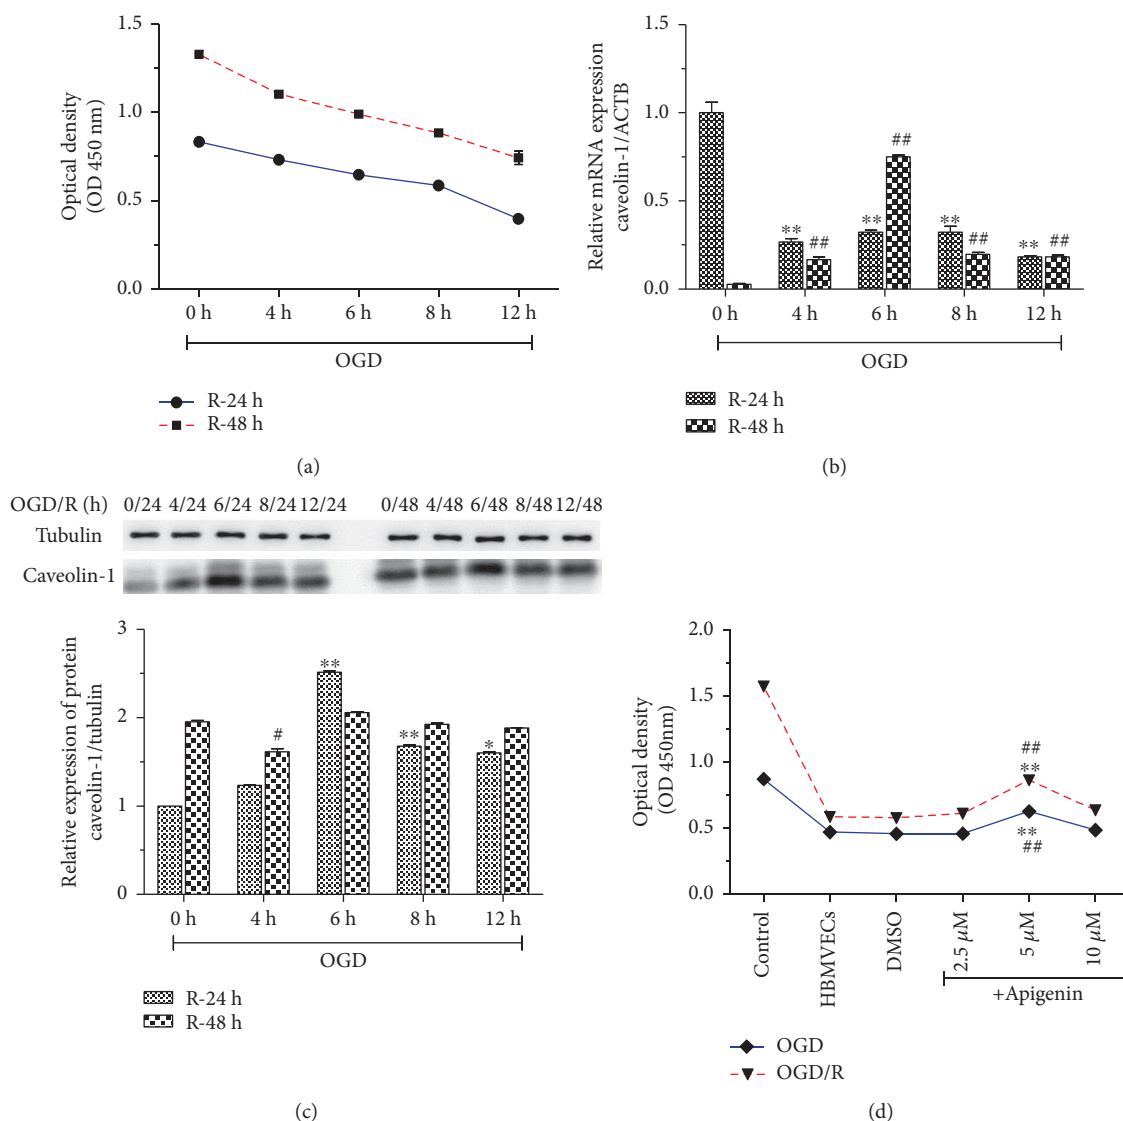 1.5
1.0
0.5
0.0
Optical density
(OD 450 nm)
0 h 4 h 6 h 8 h 12 h
OGD
R-24 h
R-48 h
(a)
1.5
1.0
0.5
0.0
Relative mRNA expression
caveolin-1/ACTB
** ## ** ## ** ## ** ##
0 h 4 h 6 h 8 h 12 h
OGD
R-24 h
R-48 h
(b)
OGD/R (h) 0/24 4/24 6/24 8/24 12/24 0/48 4/48 6/48 8/48 12/48
Tubulin
Caveolin-1
3
2
1
0
Relative expression of protein
caveolin-1/tubulin
# ** ** *
0 h 4 h 6 h 8 h 12 h
OGD
R-24 h
R-48 h
(c)
2.0
1.5
1.0
0.5
0.0
Optical density
(OD 450nm)
##
**
**
##
Control HBMVECs DMSO 2.5 μM 5 μM 10 μM
+Apigenin
OGD
OGD/R
(d)